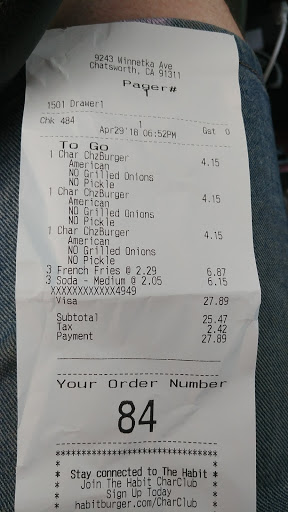 9243 Winnetka Ave
Chatsworth, CA 91311
Pager#
1
1501 Drawer1
Chk 484 1 Gst 0
Apr29'18 06:52PM
To Go
1 Char ChzBurger 4.15
American
NO Grilled Onions
NO Pickle
1 Char ChzBurger 4.15
American
NO Grilled Onions
NO Pickle
1 Char ChzBurger 4.15
American
NO Grilled Onions
NO Pickle
3 French Fries @ 2.29 6.87
3 Soda - Medium @ 2.05 6.15
XXXXXXXXXXXX4949
Visa 27.89
Subtotal 25.47
Tax 2.42
Payment 27.89
Your Order Number
84
* Stay connected to The Habit *
* Join The Habit CharClub *
* Sign Up Today *
* habitburger.com/CharClub *